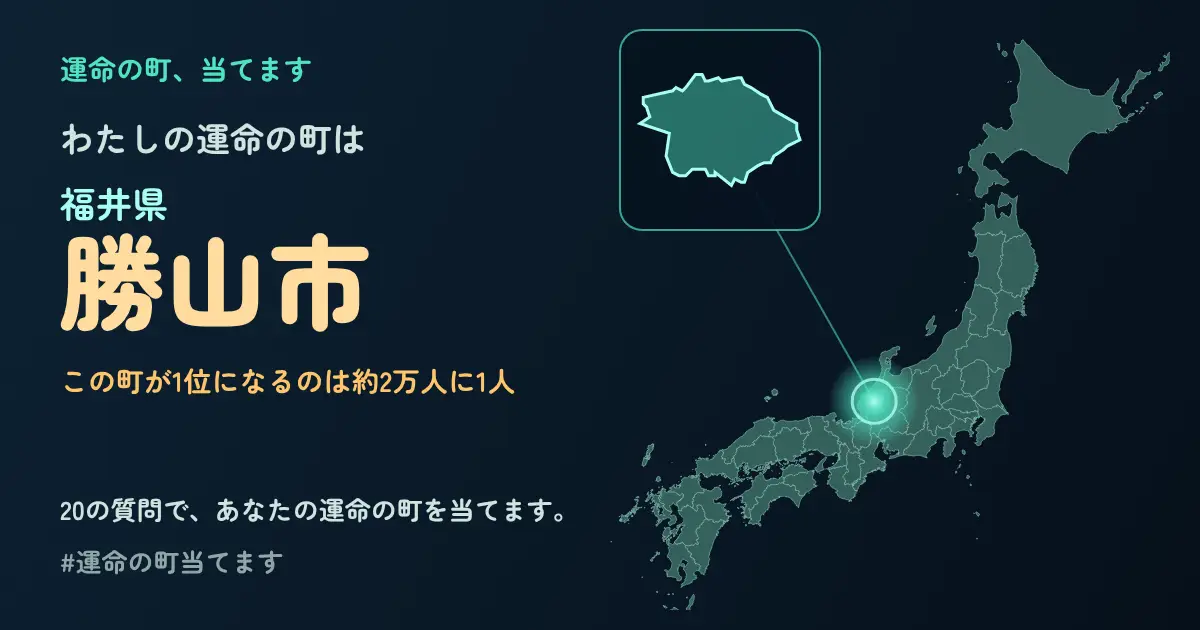 運命の町、当てます
わたしの運命の町は
福井県
勝山市
この町が1位になるのは約2万人に1人
20の質問で、あなたの運命の町を当てます。
#運命の町当てます